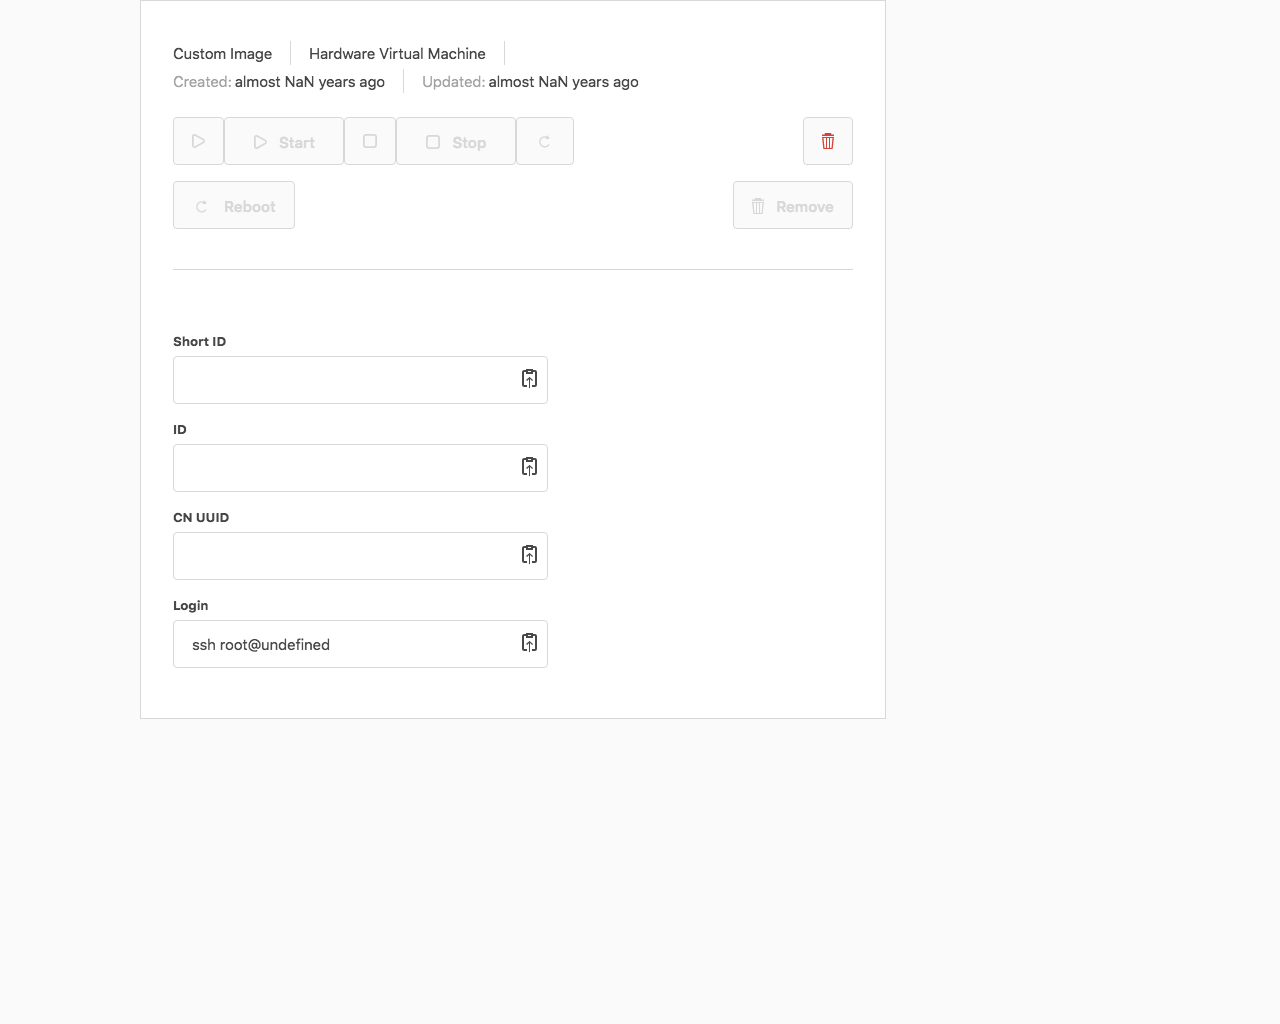 Custom Image Hardware Virtual Machine
Created: almost NaN years ago Updated: almost NaN years ago
Start Stop
Reboot Remove
Short ID
ID
CN UUID
Login
ssh root@undefined